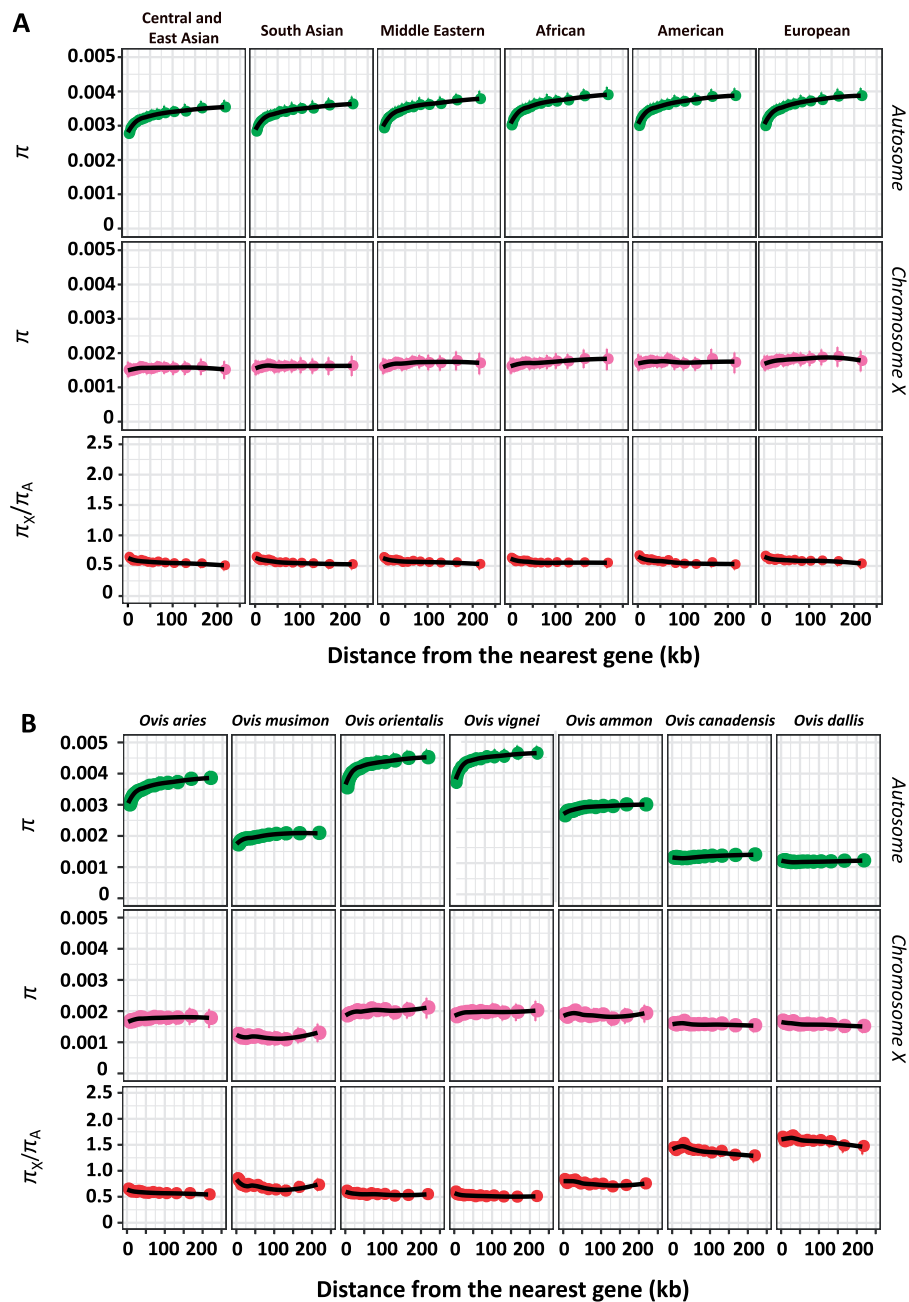 A
Central and East Asian South Asian Middle Eastern African American European
0.005
0.004
0.003
0.002
0.001
0
π
Autosome
0.005
0.004
0.003
0.002
0.001
0
π
Chromosome X
2.5
2.0
1.5
1.0
0.5
0
πX/πA
0 100 200 0 100 200 0 100 200 0 100 200 0 100 200 0 100 200
Distance from the nearest gene (kb)
B
Ovis aries Ovis musimon Ovis orientalis Ovis vignei Ovis ammon Ovis canadensis Ovis dallis
0.005
0.004
0.003
0.002
0.001
0
π
Autosome
0.005
0.004
0.003
0.002
0.001
0
π
Chromosome X
2.5
2.0
1.5
1.0
0.5
0
πX/πA
0 100 200 0 100 200 0 100 200 0 100 200 0 100 200 0 100 200 0 100 200
Distance from the nearest gene (kb)